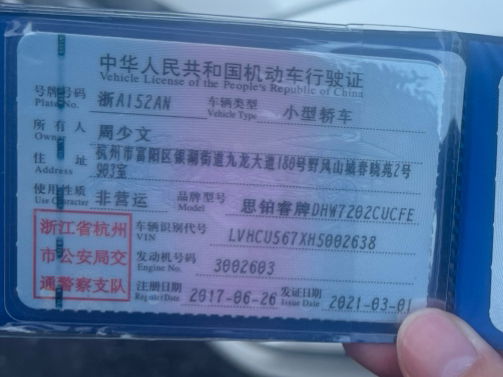 中华人民共和国机动车行驶证
Vehicle License of the People's Republic of China
号牌号码 浙A152AN 车辆类型 小型轿车
Plate No. Vehicle Type
所有人 周少文
Owner
住址 杭州市富阳区银湖街道九龙大道180号野风山城春晓苑2号
Address 903室
使用性质 非营运 品牌型号 思铂睿牌DHW7202CUCFE
Use Character Model
浙江省杭州
市公安局交
通警察支队
车辆识别代号 LVHCU567XH5002638
VIN
发动机号码 3002603
Engine No.
注册日期 2017-06-26 发证日期 2021-03-01
Register Date Issue Date